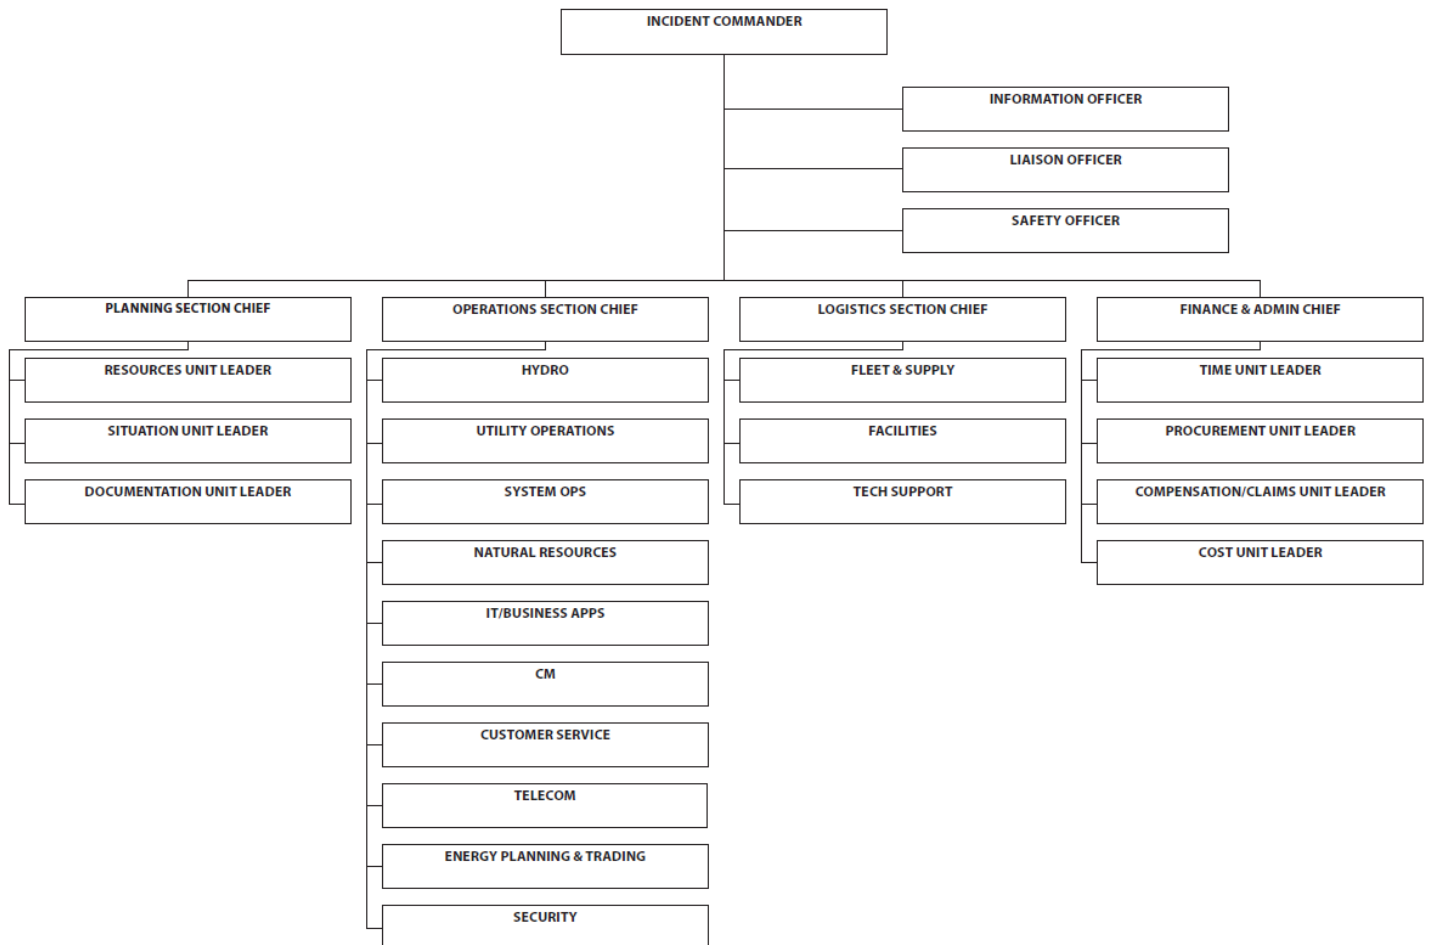 INCIDENT COMMANDER
INFORMATION OFFICER
LIAISON OFFICER
SAFETY OFFICER
PLANNING SECTION CHIEF
RESOURCES UNIT LEADER
SITUATION UNIT LEADER
DOCUMENTATION UNIT LEADER
OPERATIONS SECTION CHIEF
HYDRO
UTILITY OPERATIONS
SYSTEM OPS
NATURAL RESOURCES
IT/BUSINESS APPS
CM
CUSTOMER SERVICE
TELECOM
ENERGY PLANNING & TRADING
SECURITY
LOGISTICS SECTION CHIEF
FLEET & SUPPLY
FACILITIES
TECH SUPPORT
FINANCE & ADMIN CHIEF
TIME UNIT LEADER
PROCUREMENT UNIT LEADER
COMPENSATION/CLAIMS UNIT LEADER
COST UNIT LEADER